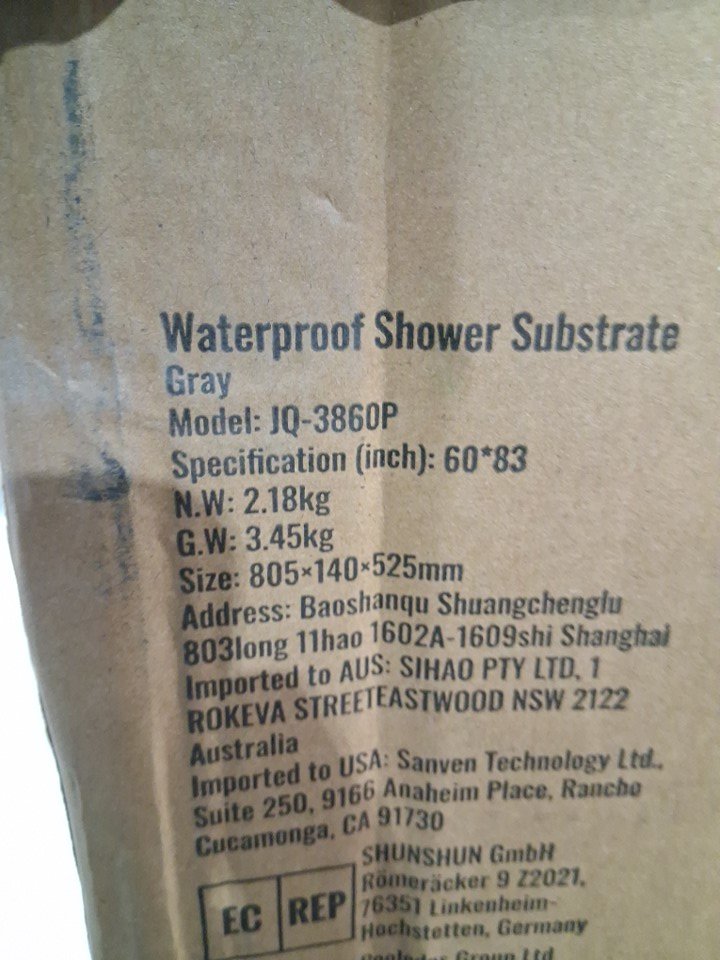 Waterproof Shower Substrate
Gray
Model: JQ-3860P
Specification (inch): 60*83
N.W: 2.18kg
G.W: 3.45kg
Size: 805×140×525mm
Address: Baoshanqu Shuangchenglu
803long 11hao 1602A-1609shi Shanghai
Imported to AUS: SIHAO PTY LTD, 1
ROKEVA STREETEASTWOOD NSW 2122
Australia
Imported to USA: Sanven Technology Ltd.,
Suite 250, 9166 Anaheim Place, Rancho
Cucamonga, CA 91730
EC REP
SHUNSHUN GmbH
Römeräcker 9 Z2021,
76351 Linkenheim-
Hochstetten, Germany
Group Ltd